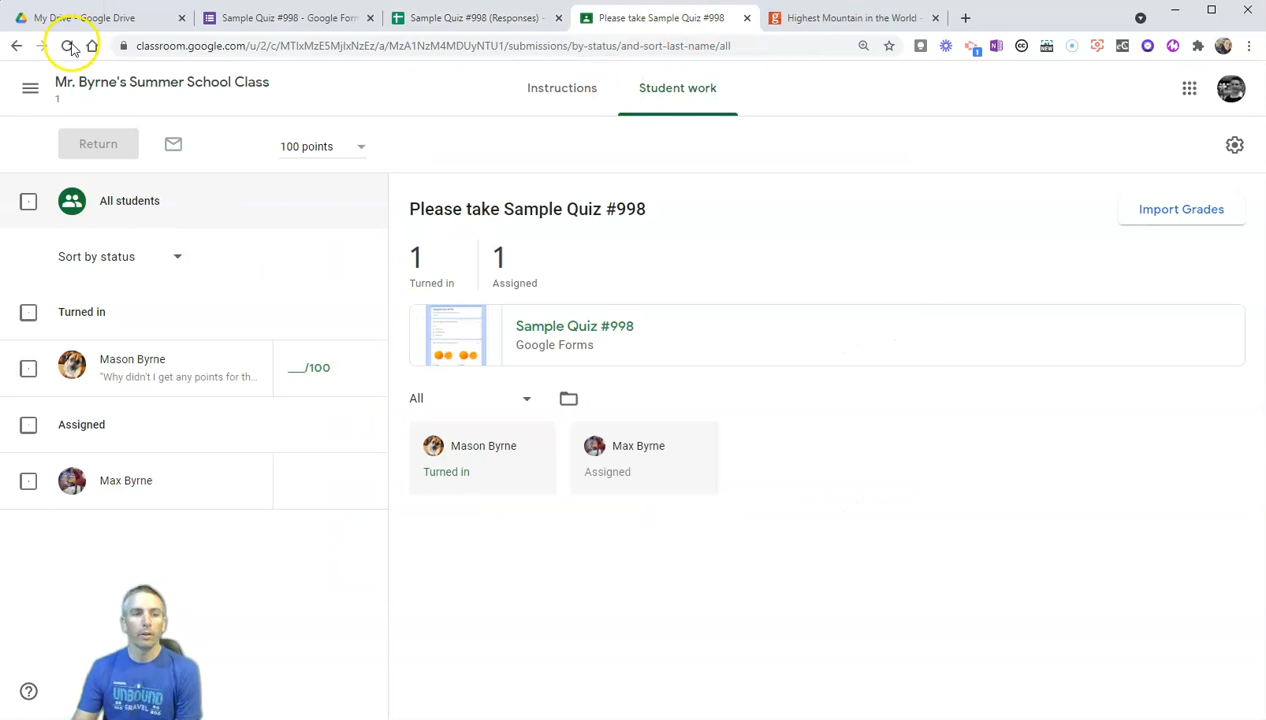 My Drive - Google Drive
Sample Quiz #998 - Google Form
Sample Quiz #998 (Responses) -
Please take Sample Quiz #998
Highest Mountain in the World -
classroom.google.com/u/2/c/MTIxMzE5MjIxNzEz/a/MzA1NzM4MDUyNTU1/submissions/by-status/and-sort-last-name/all
Mr. Byrne's Summer School Class
1
Instructions
Student work
Return
100 points
All students
Sort by status
Turned in
Mason Byrne
"Why didn't I get any points for th...
__/100
Assigned
Max Byrne
Please take Sample Quiz #998
Import Grades
1
Turned in
1
Assigned
Sample Quiz #998
Google Forms
All
Mason Byrne
Turned in
Max Byrne
Assigned
UNBOUND
GRAVEL